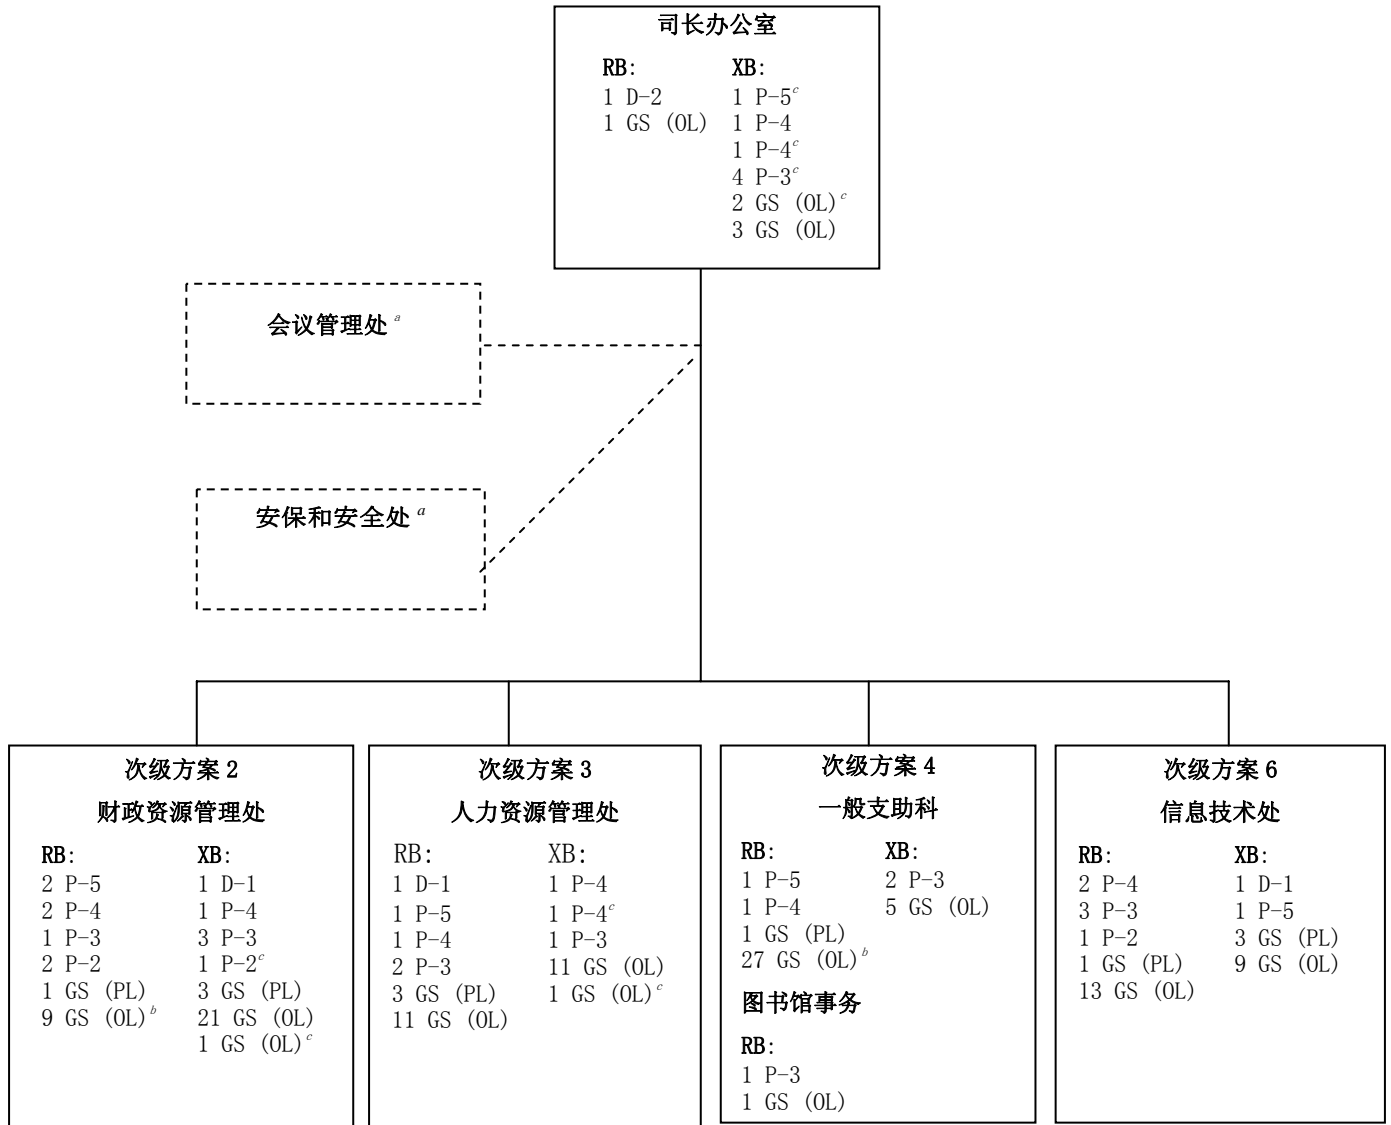 司长办公室
RB:
1 D-2
1 GS (OL)
XB:
1 P-5c
1 P-4
1 P-4c
4 P-3c
2 GS (OL)c
3 GS (OL)
会议管理处 a
安保和安全处 a
次级方案 2
财政资源管理处
RB:
2 P-5
2 P-4
1 P-3
2 P-2
1 GS (PL)
9 GS (OL)b
XB:
1 D-1
1 P-4
3 P-3
1 P-2c
3 GS (PL)
21 GS (OL)
1 GS (OL)c
次级方案 3
人力资源管理处
RB:
1 D-1
1 P-5
1 P-4
2 P-3
3 GS (PL)
11 GS (OL)
XB:
1 P-4
1 P-4c
1 P-3
11 GS (OL)
1 GS (OL)c
次级方案 4
一般支助科
RB:
1 P-5
1 P-4
1 GS (PL)
27 GS (OL)b
XB:
2 P-3
5 GS (OL)
图书馆事务
RB:
1 P-3
1 GS (OL)
次级方案 6
信息技术处
RB:
2 P-4
3 P-3
1 P-2
1 GS (PL)
13 GS (OL)
XB:
1 D-1
1 P-5
3 GS (PL)
9 GS (OL)